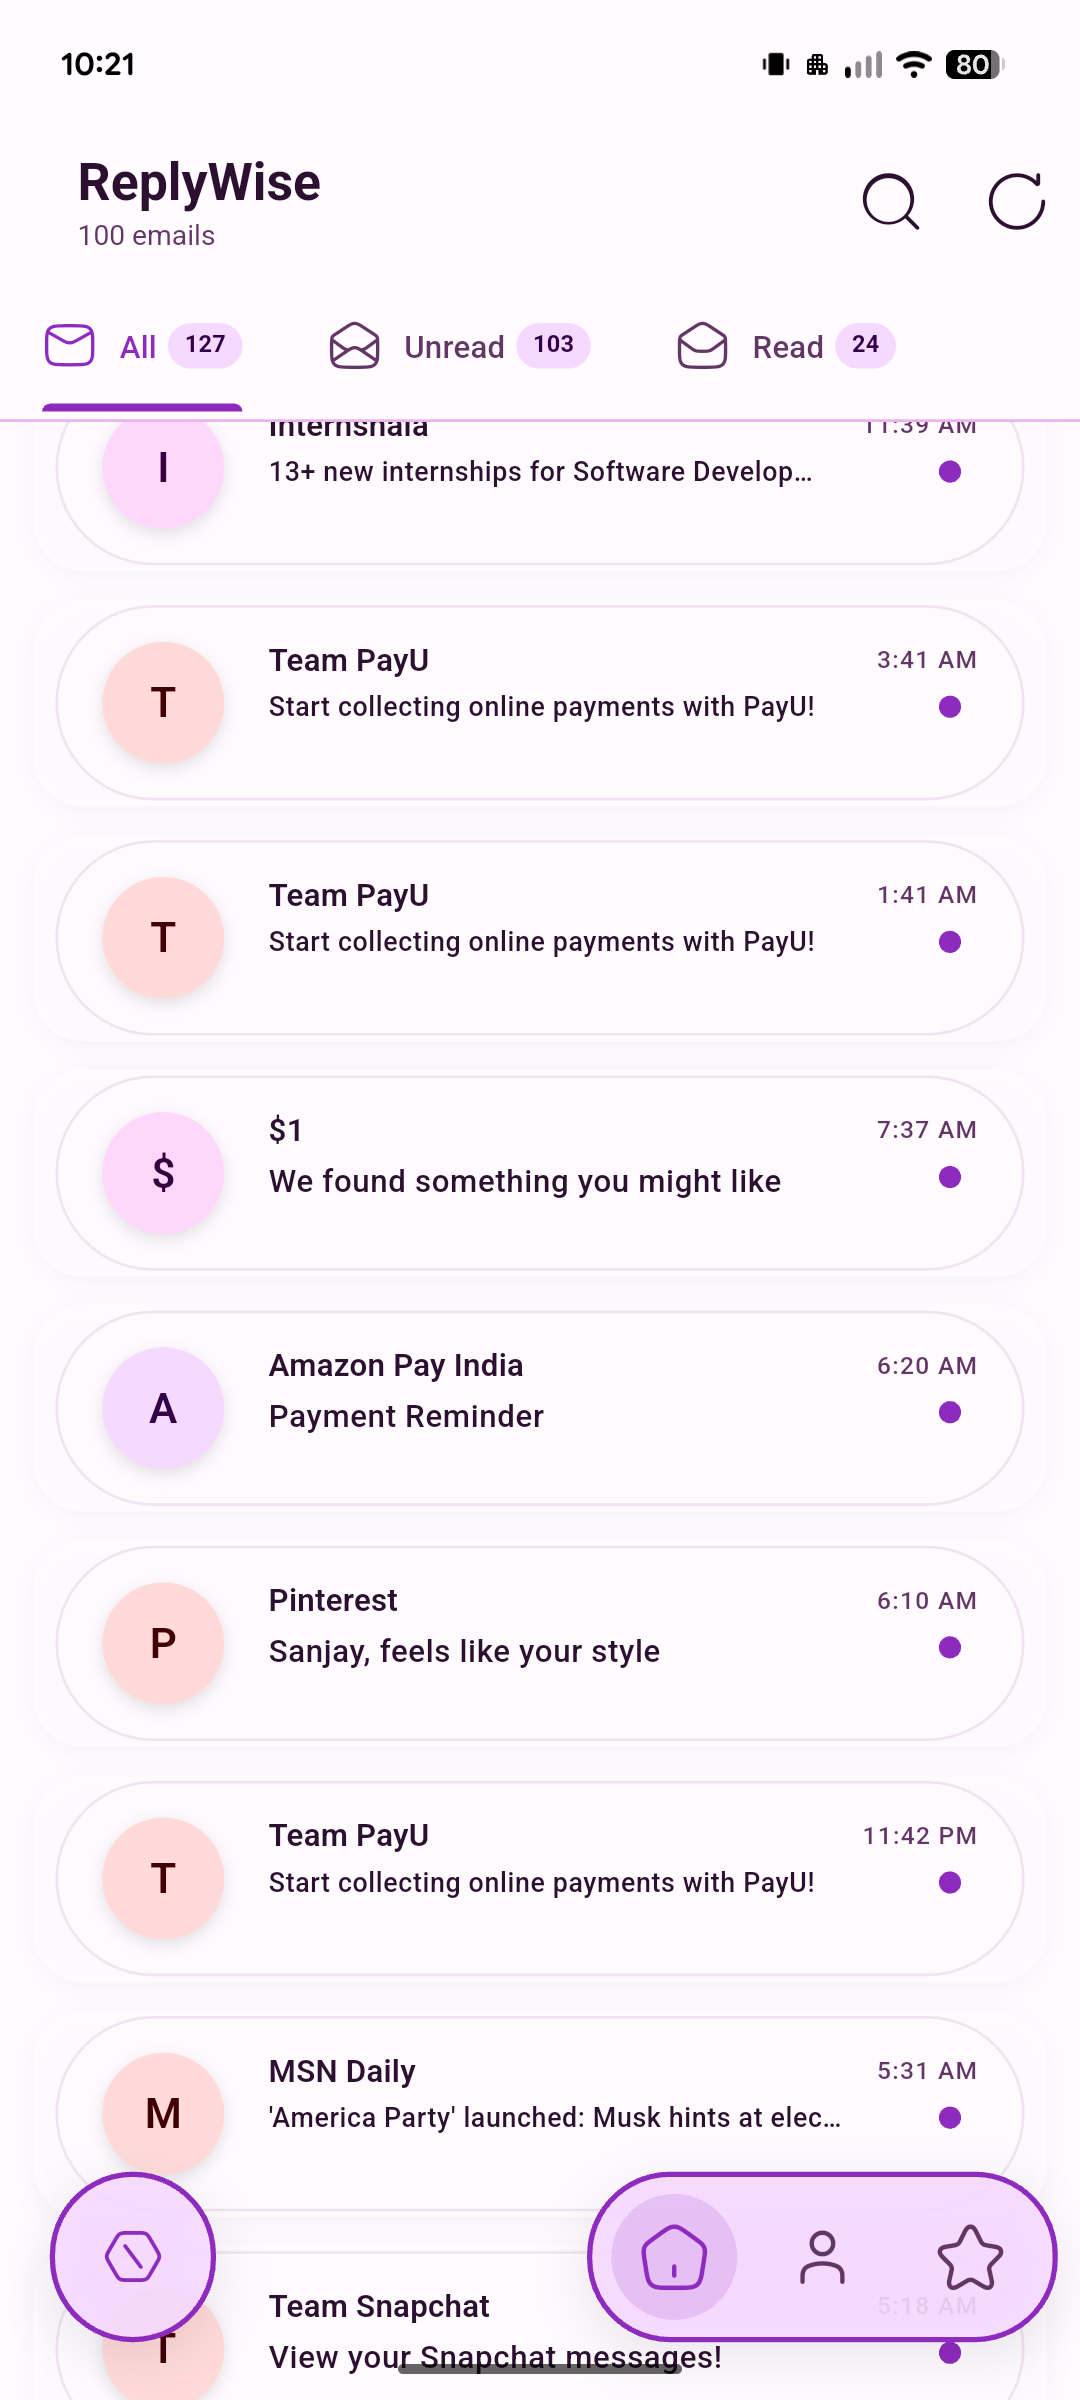 10:21
80
ReplyWise
100 emails
All 127
Unread 103
Read 24
Internshala 11:39 AM
I
13+ new internships for Software Develop...
Team PayU 3:41 AM
T
Start collecting online payments with PayU!
Team PayU 1:41 AM
T
Start collecting online payments with PayU!
$1 7:37 AM
$
We found something you might like
Amazon Pay India 6:20 AM
A
Payment Reminder
Pinterest 6:10 AM
P
Sanjay, feels like your style
Team PayU 11:42 PM
T
Start collecting online payments with PayU!
MSN Daily 5:31 AM
M
'America Party' launched: Musk hints at elec...
Team Snapchat 5:18 AM
T
View your Snapchat messages!